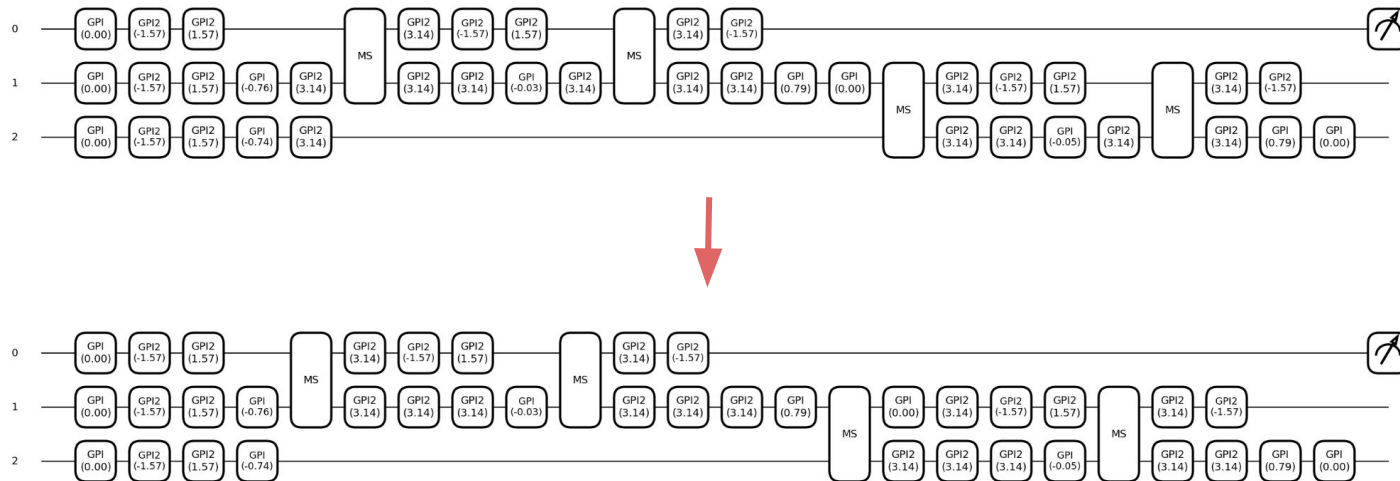 GPI GPI2 GPI2 GPI2 GPI2 GPI2 GPI2 GPI2
0 (0.00) (-1.57) (1.57) (3.14) (-1.57) (1.57) (3.14) (-1.57)
MS MS
GPI GPI2 GPI2 GPI GPI2 GPI2 GPI2 GPI GPI2 GPI2 GPI2 GPI GPI GPI2 GPI2 GPI2 GPI2 GPI2
1 (0.00) (-1.57) (1.57) (-0.76) (3.14) (3.14) (3.14) (-0.03) (3.14) (3.14) (3.14) (0.79) (0.00) (3.14) (-1.57) (1.57) (3.14) (-1.57)
MS MS
GPI GPI2 GPI2 GPI GPI2 GPI2 GPI2 GPI GPI2 GPI2 GPI GPI
2 (0.00) (-1.57) (1.57) (-0.74) (3.14) (3.14) (3.14) (-0.05) (3.14) (3.14) (0.79) (0.00)
GPI GPI2 GPI2 GPI2 GPI2 GPI2 GPI2 GPI2
0 (0.00) (-1.57) (1.57) (3.14) (-1.57) (1.57) (3.14) (-1.57)
MS MS
GPI GPI2 GPI2 GPI GPI2 GPI2 GPI2 GPI GPI2 GPI2 GPI2 GPI GPI GPI2 GPI2 GPI2 GPI2 GPI2
1 (0.00) (-1.57) (1.57) (-0.76) (3.14) (3.14) (3.14) (-0.03) (3.14) (3.14) (3.14) (0.79) (0.00) (3.14) (-1.57) (1.57) (3.14) (-1.57)
MS MS
GPI GPI2 GPI2 GPI GPI2 GPI2 GPI2 GPI GPI2 GPI2 GPI GPI
2 (0.00) (-1.57) (1.57) (-0.74) (3.14) (3.14) (3.14) (-0.05) (3.14) (3.14) (0.79) (0.00)